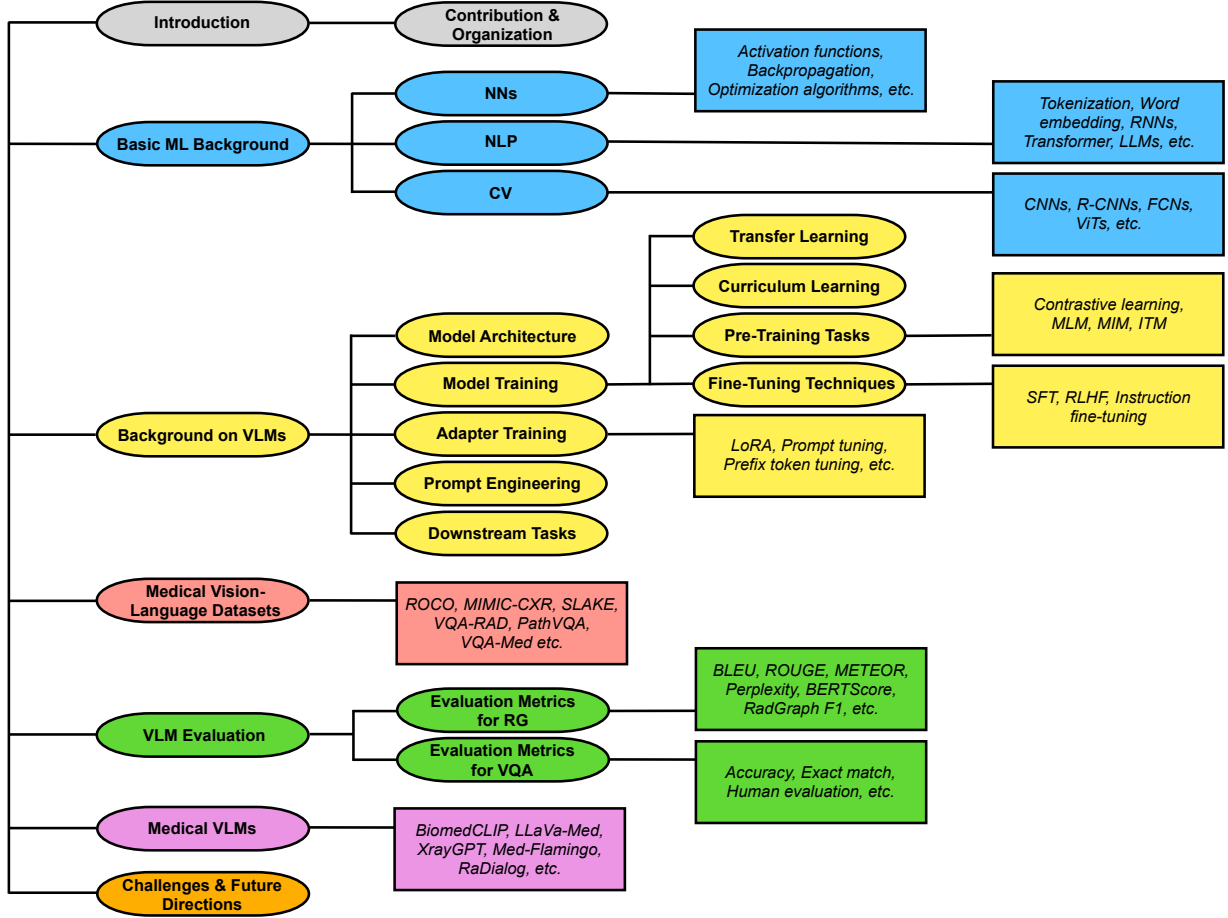 Introduction
Contribution &
Organization
Basic ML Background
NNs
Activation functions,
Backpropagation,
Optimization algorithms, etc.
NLP
Tokenization, Word
embedding, RNNs,
Transformer, LLMs, etc.
CV
CNNs, R-CNNs, FCNs,
ViTs, etc.
Background on VLMs
Model Architecture
Model Training
Transfer Learning
Curriculum Learning
Pre-Training Tasks
Contrastive learning,
MLM, MIM, ITM
Fine-Tuning Techniques
SFT, RLHF, Instruction
fine-tuning
Adapter Training
LoRA, Prompt tuning,
Prefix token tuning, etc.
Prompt Engineering
Downstream Tasks
Medical Vision-
Language Datasets
ROCO, MIMIC-CXR, SLAKE,
VQA-RAD, PathVQA,
VQA-Med etc.
VLM Evaluation
Evaluation Metrics
for RG
BLEU, ROUGE, METEOR,
Perplexity, BERTScore,
RadGraph F1, etc.
Evaluation Metrics
for VQA
Accuracy, Exact match,
Human evaluation, etc.
Medical VLMs
BiomedCLIP, LLaVa-Med,
XrayGPT, Med-Flamingo,
RaDialog, etc.
Challenges & Future
Directions